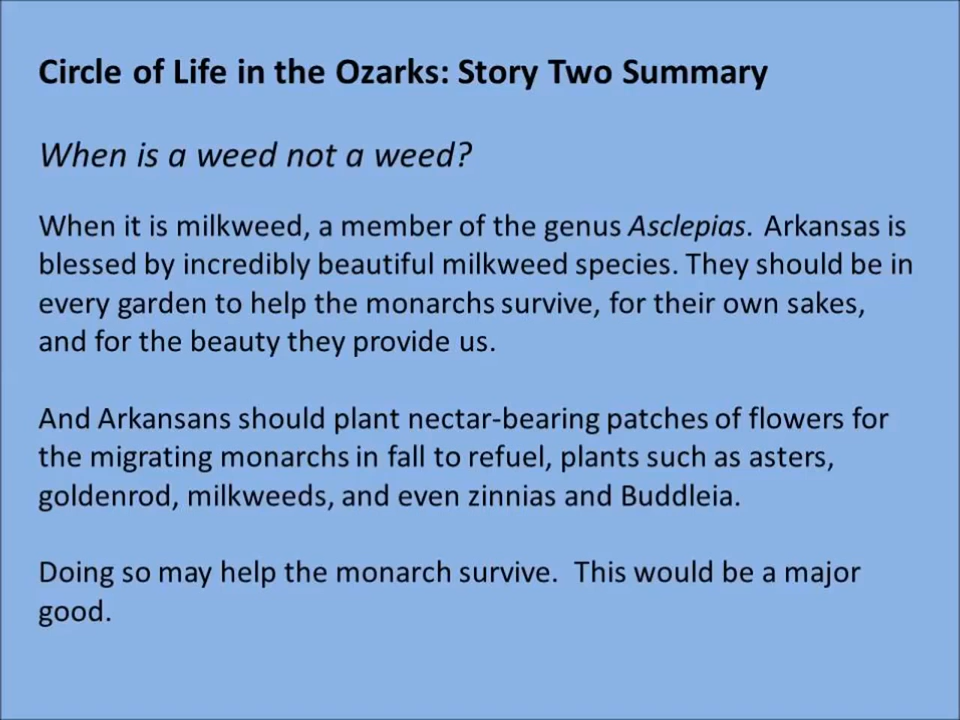 Circle of Life in the Ozarks: Story Two Summary
When is a weed not a weed?
When it is milkweed, a member of the genus Asclepias. Arkansas is
blessed by incredibly beautiful milkweed species. They should be in
every garden to help the monarchs survive, for their own sakes,
and for the beauty they provide us.
And Arkansans should plant nectar-bearing patches of flowers for
the migrating monarchs in fall to refuel, plants such as asters,
goldenrod, milkweeds, and even zinnias and Buddleia.
Doing so may help the monarch survive.  This would be a major
good.